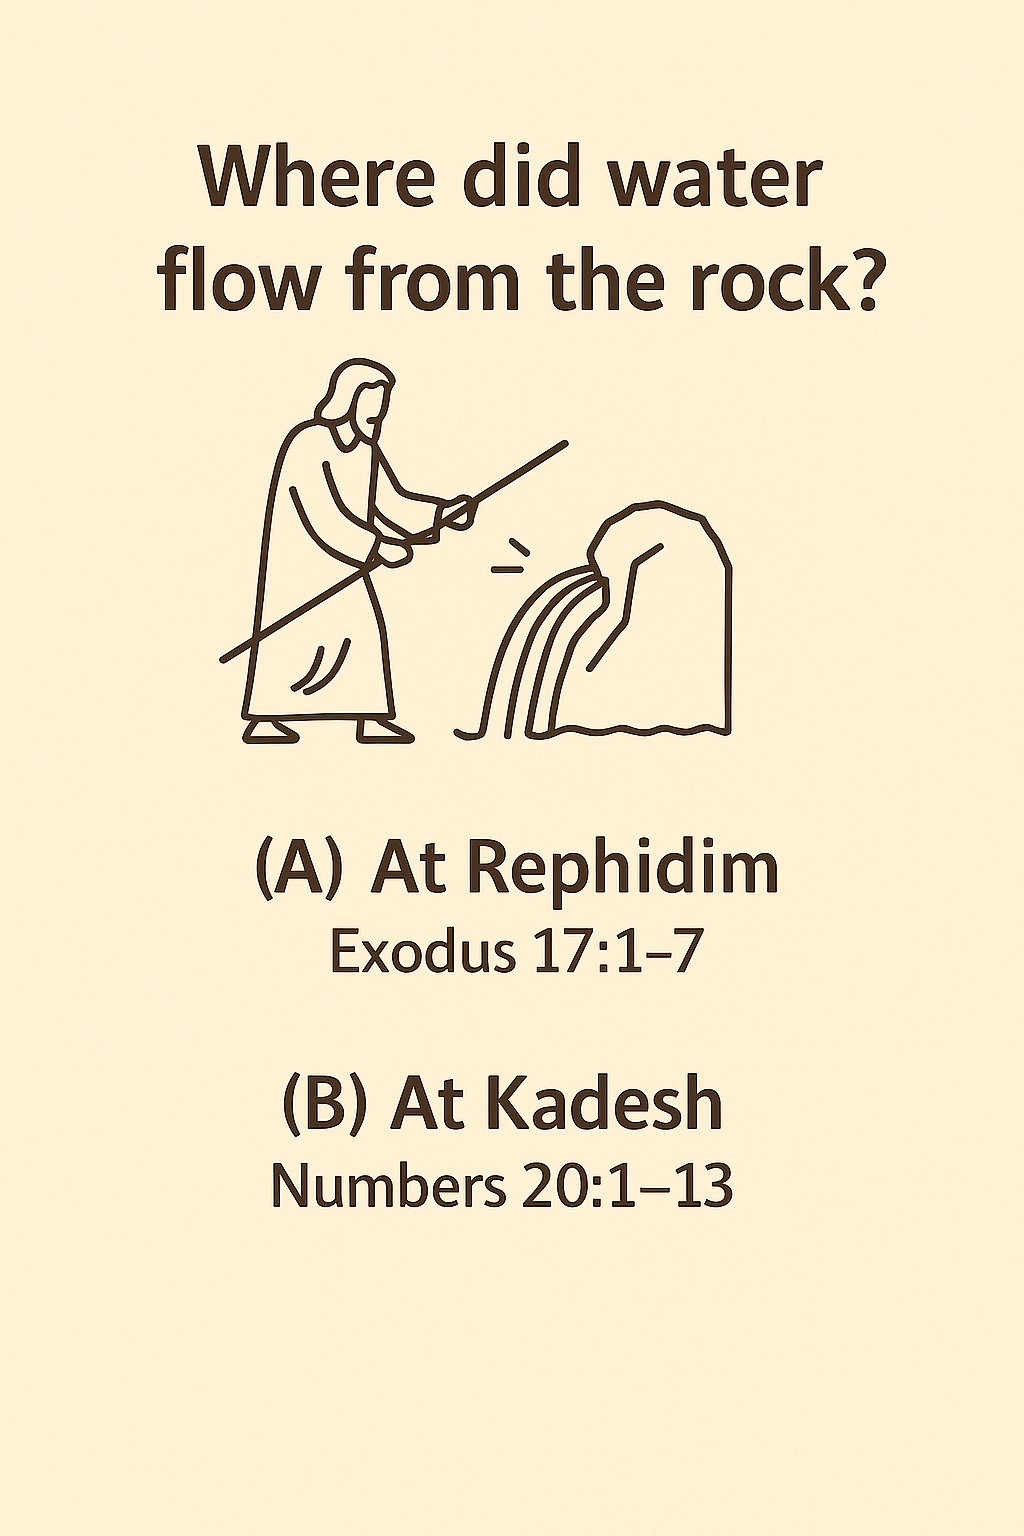 Where did water
flow from the rock?
(A) At Rephidim
Exodus 17:1–7
(B) At Kadesh
Numbers 20:1–13